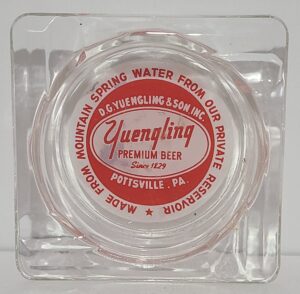 MADE FROM MOUNTAIN SPRING WATER FROM OUR PRIVATE RESERVOIR ★
D.G. YUENGLING & SON, INC.
Yuengling
PREMIUM BEER
Since 1829
POTTSVILLE, PA.